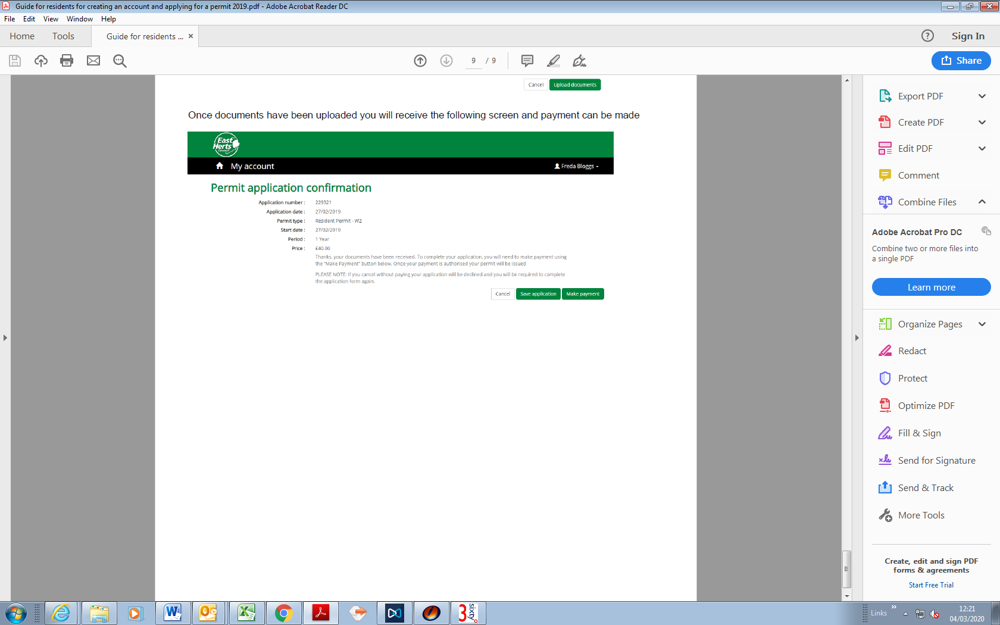 Guide for residents for creating an account and applying for a permit 2019.pdf - Adobe Acrobat Reader DC
File Edit View Window Help
Home Tools Guide for residents ... × ? Sign In
9 / 9 Share
Cancel Upload documents
Once documents have been uploaded you will receive the following screen and payment can be made
East
Herts
Council
My account Freda Bloggs
Permit application confirmation
Application number : 229321
Application date : 27/02/2019
Permit type : Resident Permit - W2
Start date : 27/02/2019
Period : 1 Year
Price : £40.00
Thanks, your documents have been received. To complete your application, you will need to make payment using
the "Make Payment" button below. Once your payment is authorised your permit will be issued
PLEASE NOTE: If you cancel without paying your application will be declined and you will be required to complete
the application form again.
Cancel Save application Make payment
Export PDF
Create PDF
Edit PDF
Comment
Combine Files
Adobe Acrobat Pro DC
Combine two or more files into
a single PDF
Learn more
Organize Pages
Redact
Protect
Optimize PDF
Fill & Sign
Send for Signature
Send & Track
More Tools
Create, edit and sign PDF
forms & agreements
Start Free Trial
3sixty
Links »
12:21
04/03/2020